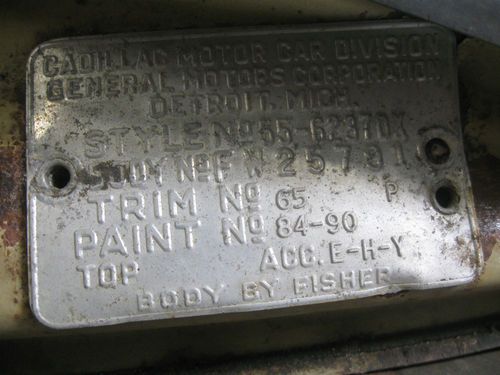 CADILLAC MOTOR CAR DIVISION
GENERAL MOTORS CORPORATION
DETROIT, MICH.
STYLE No 55-6237DX
BODY No FW 25781
TRIM No 65 P
PAINT No 84-90
TOP ACC. E-H-Y
BODY BY FISHER